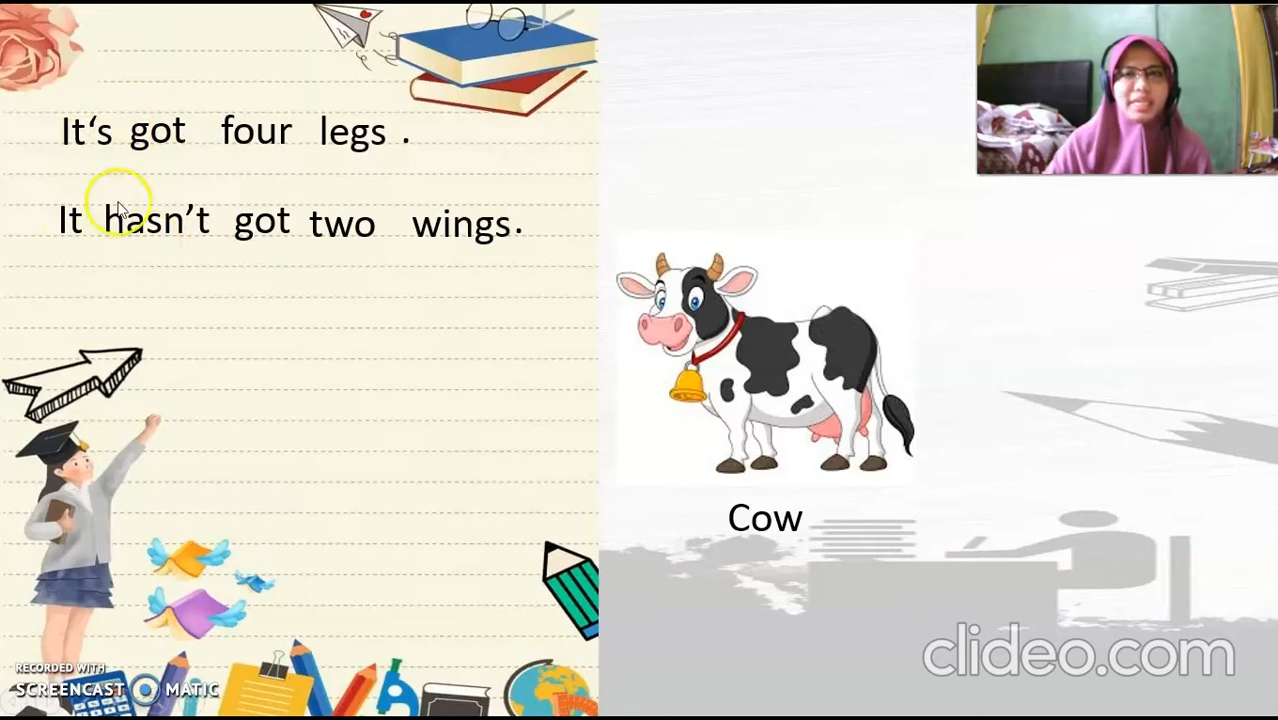 It‘s got four legs .
It hasn’t got two wings.
Cow
RECORDED WITH
SCREENCAST MATIC
clideo.com